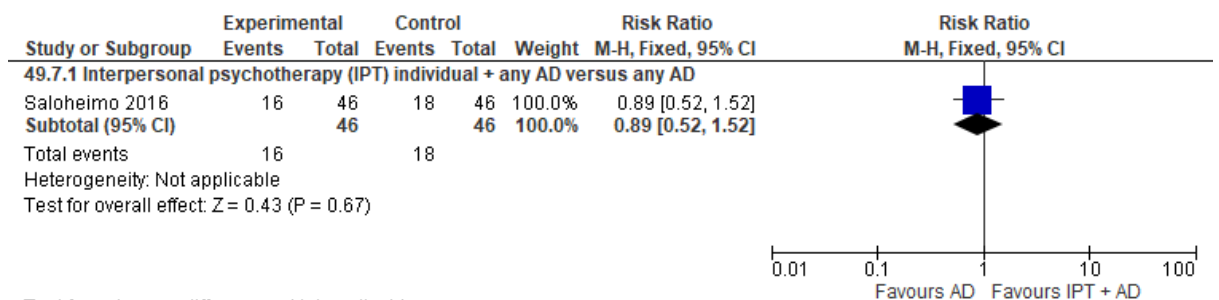 Experimental Control Risk Ratio Risk Ratio
Study or Subgroup Events Total Events Total Weight M-H, Fixed, 95% CI M-H, Fixed, 95% CI
49.7.1 Interpersonal psychotherapy (IPT) individual + any AD versus any AD
Saloheimo 2016 16 46 18 46 100.0% 0.89 [0.52, 1.52]
Subtotal (95% CI) 46 46 100.0% 0.89 [0.52, 1.52]
Total events 16 18
Heterogeneity: Not applicable
Test for overall effect: Z = 0.43 (P = 0.67)
0.01 0.1 1 10 100
Favours AD Favours IPT + AD